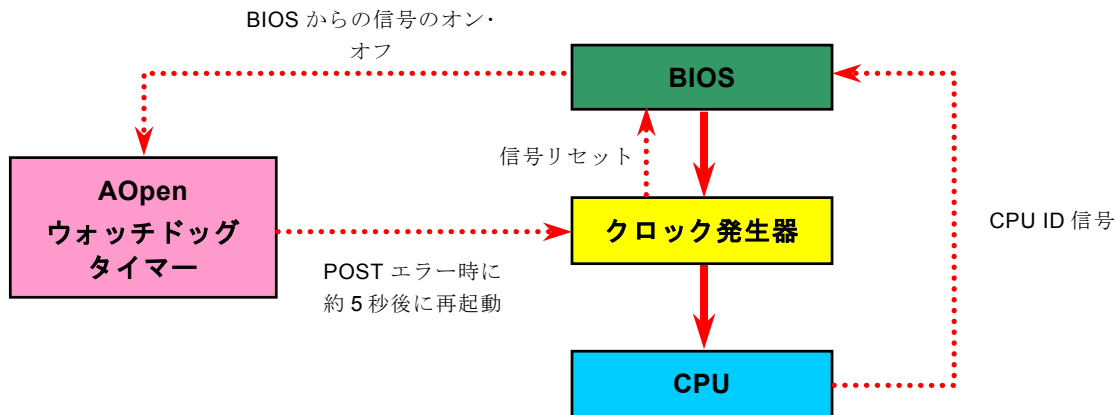 BIOS からの信号のオン・
オフ
BIOS
信号リセット
AOpen
ウォッチドッグ
タイマー
クロック発生器
CPU ID 信号
POST エラー時に
約 5 秒後に再起動
CPU